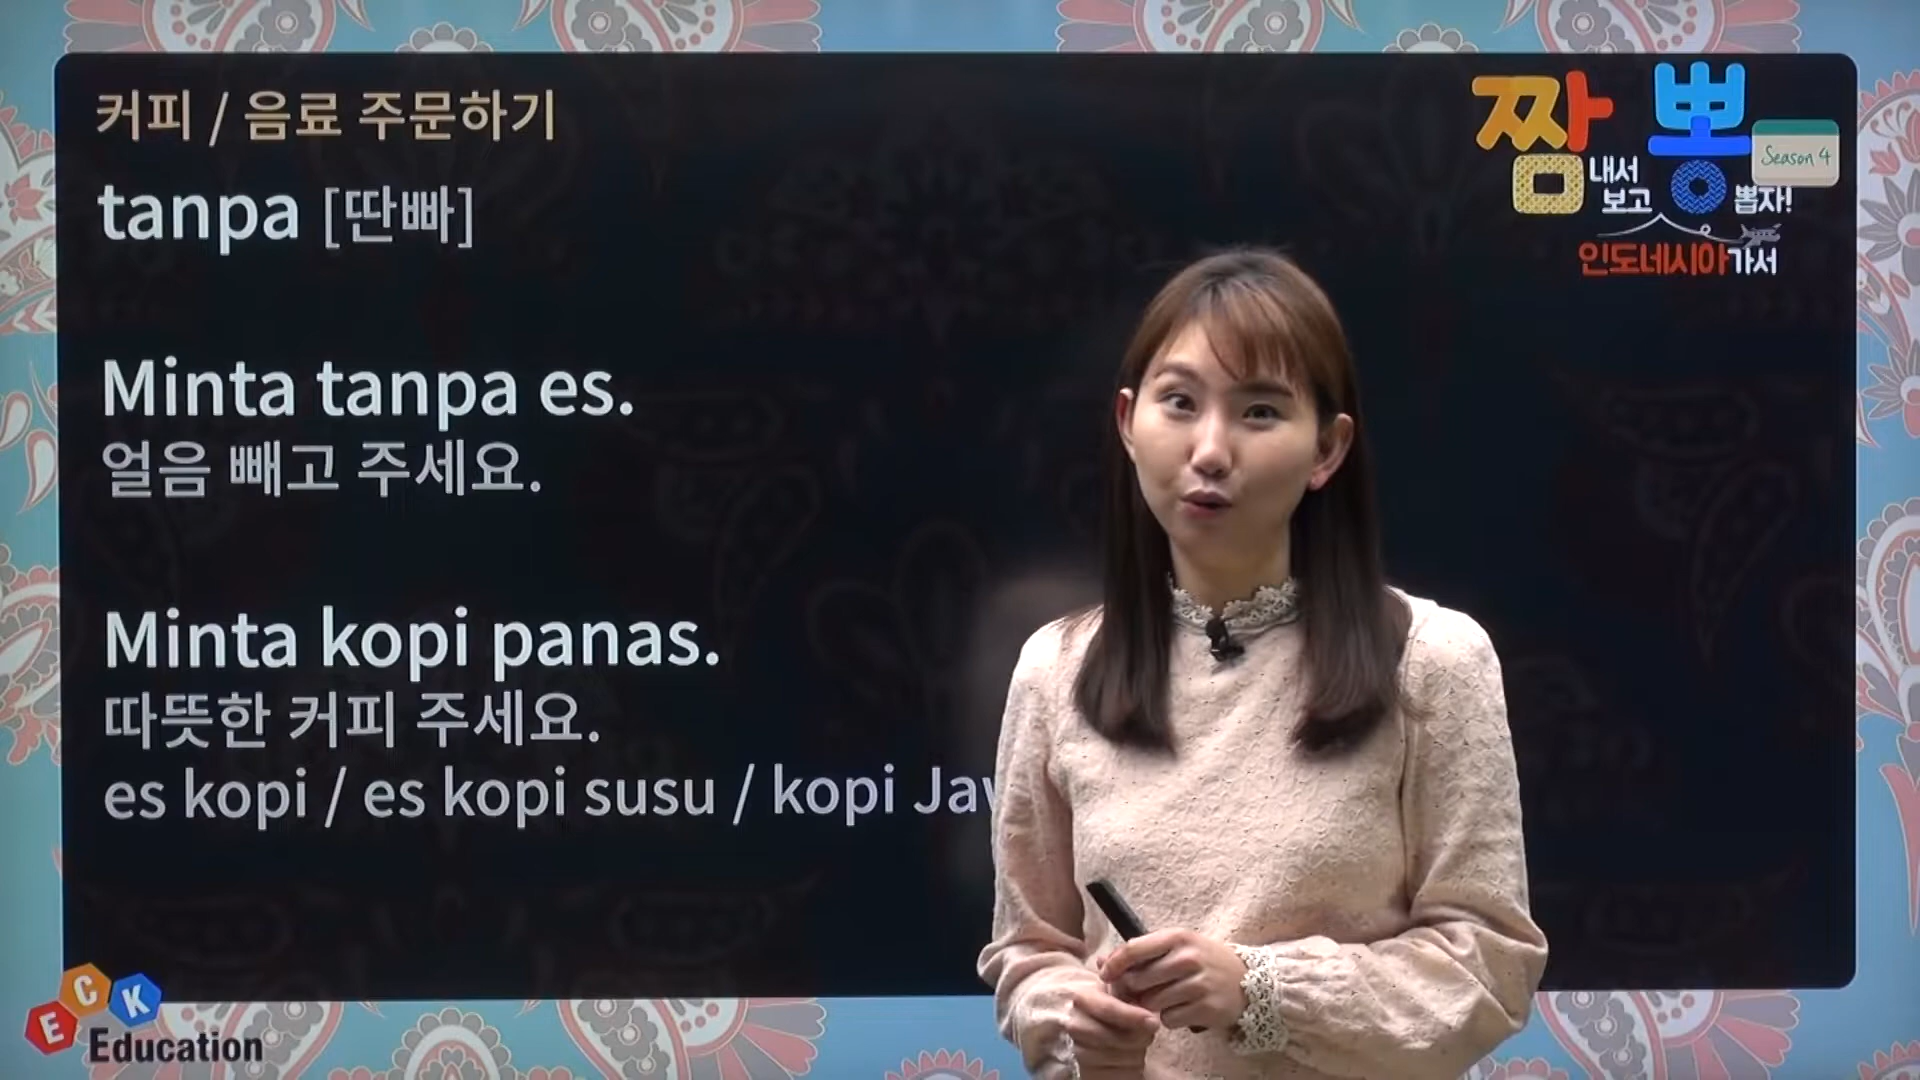 커피 / 음료 주문하기
tanpa [딴빠]
Minta tanpa es.
얼음 빼고 주세요.
Minta kopi panas.
따뜻한 커피 주세요.
es kopi / es kopi susu / kopi
짬내서보고 뽕뽑자!
Season 4
인도네시아가서
ECK
Education